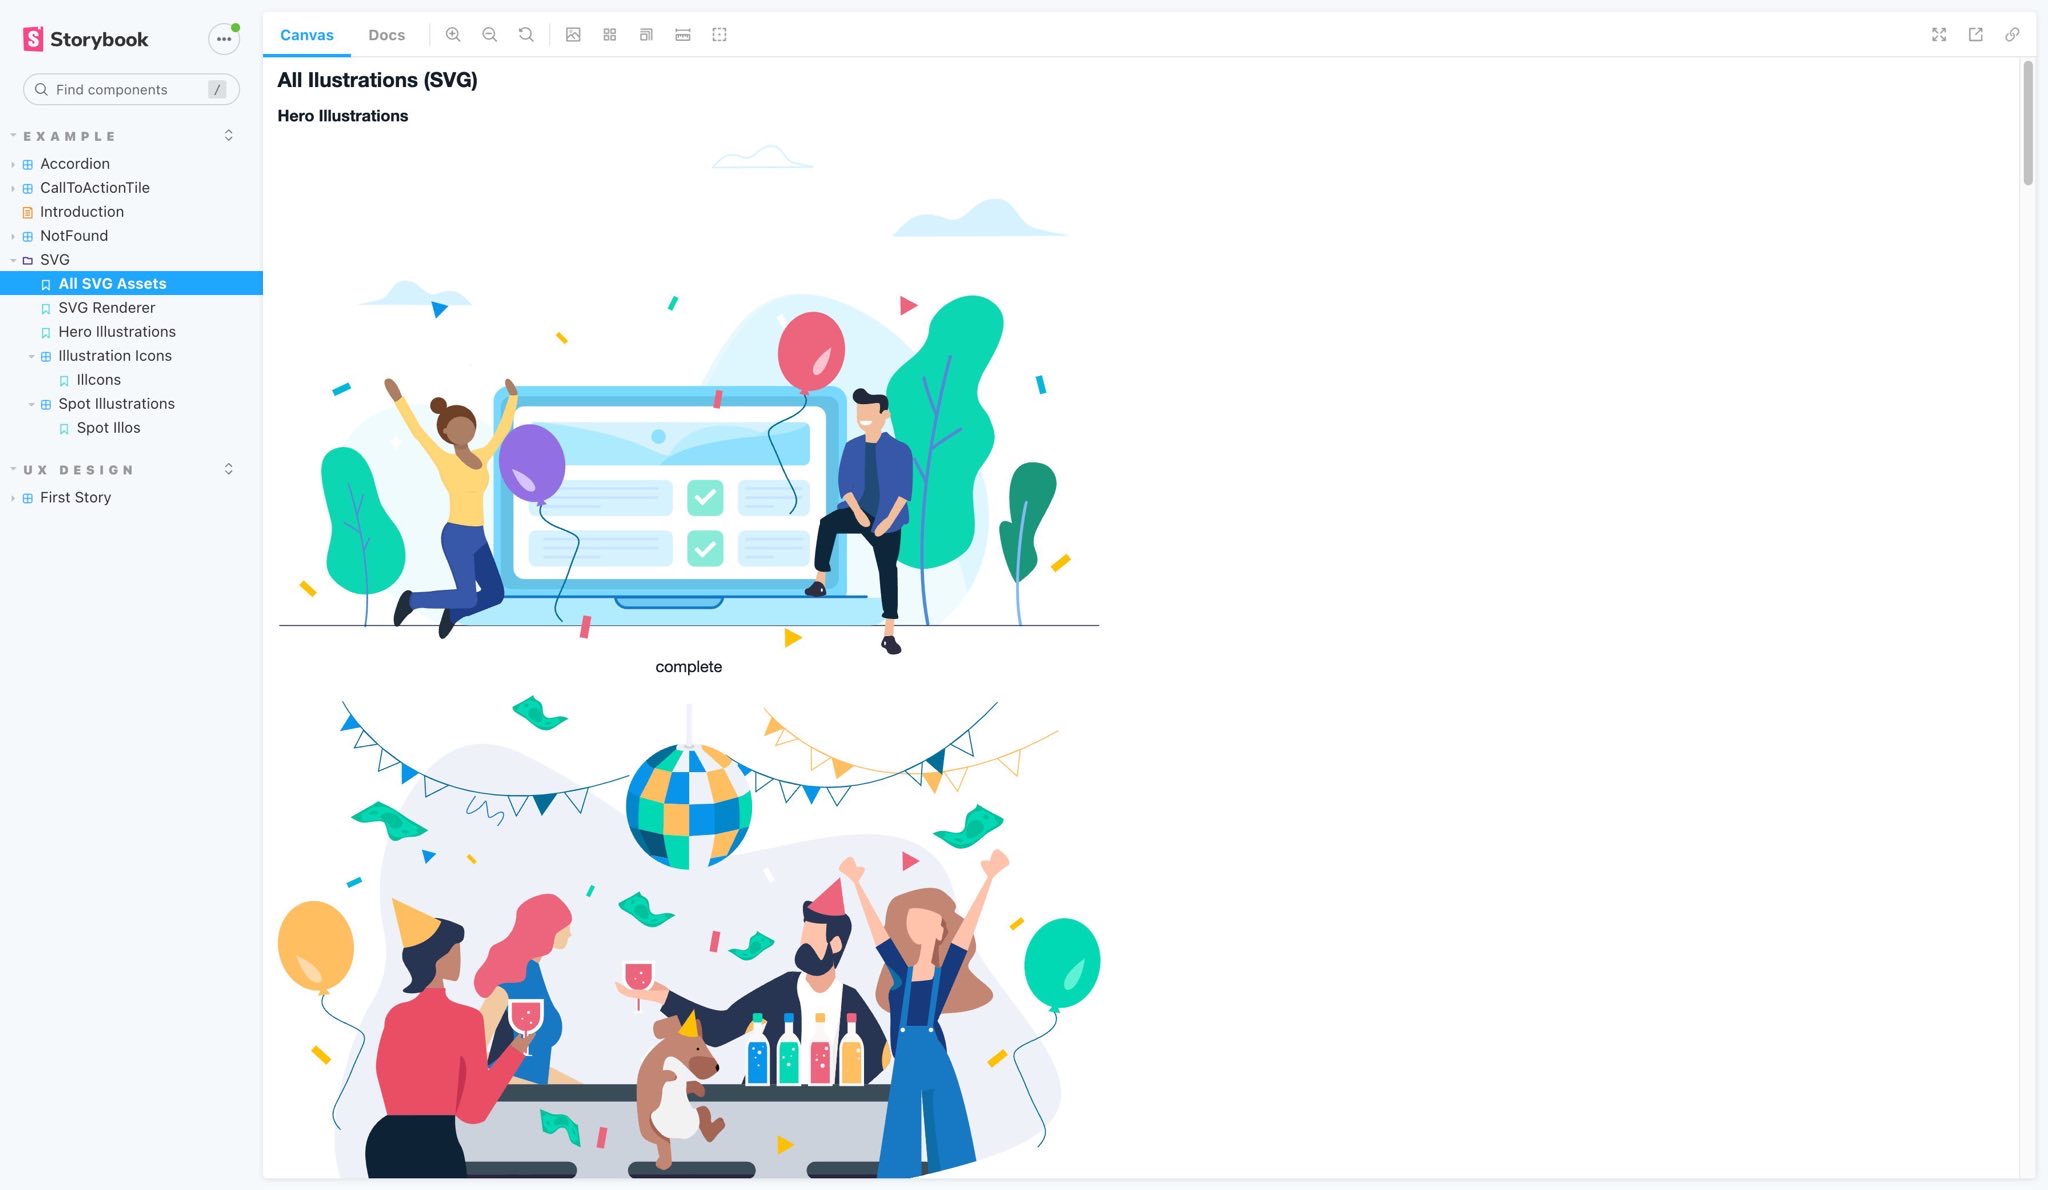 Storybook
Find components
/
EXAMPLE
Accordion
CallToActionTile
Introduction
NotFound
SVG
All SVG Assets
SVG Renderer
Hero Illustrations
Illustration Icons
Illcons
Spot Illustrations
Spot Illos
UX DESIGN
First Story
Canvas
Docs
All Ilustrations (SVG)
Hero Illustrations
complete